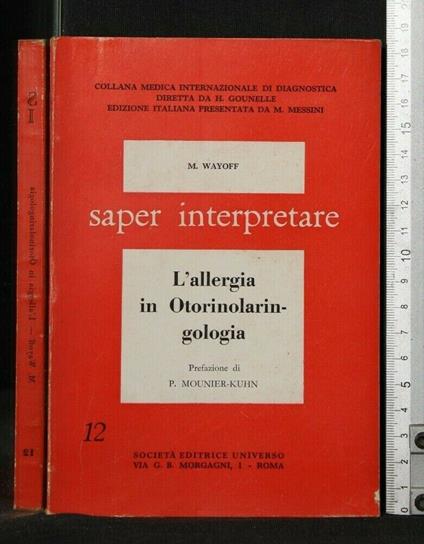 COLLANA MEDICA INTERNAZIONALE DI DIAGNOSTICA
DIRETTA DA H. GOUNELLE
EDIZIONE ITALIANA PRESENTATA DA M. MESSINI
M. WAYOFF
saper interpretare
L'allergia
in Otorinolarin-
gologia
Prefazione di
P. MOUNIER-KUHN
12
SOCIETÀ EDITRICE UNIVERSO
VIA G. B. MORGAGNI, 1 - ROMA